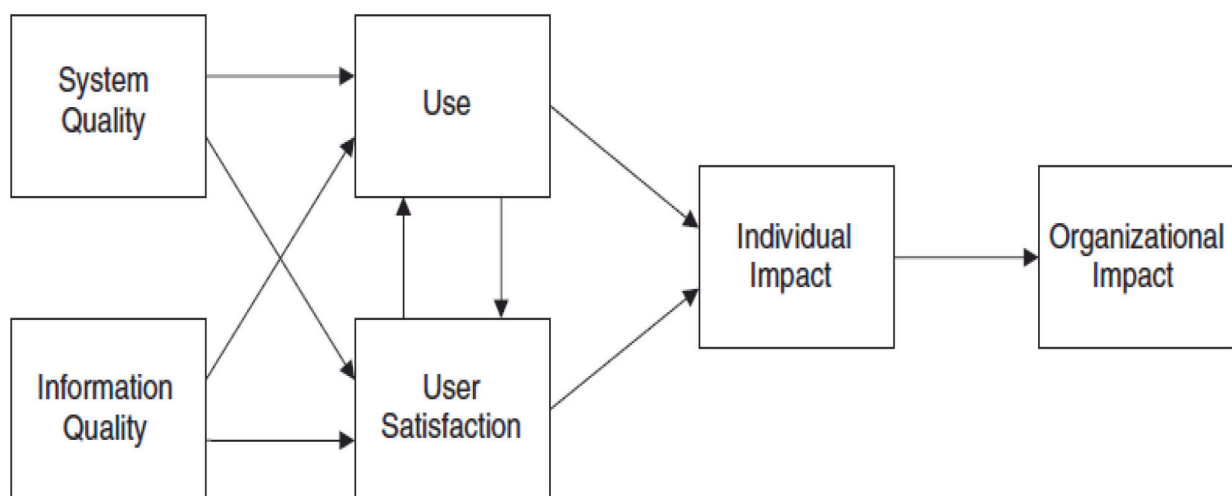 System
Quality
Use
Individual
Impact
Organizational
Impact
Information
Quality
User
Satisfaction